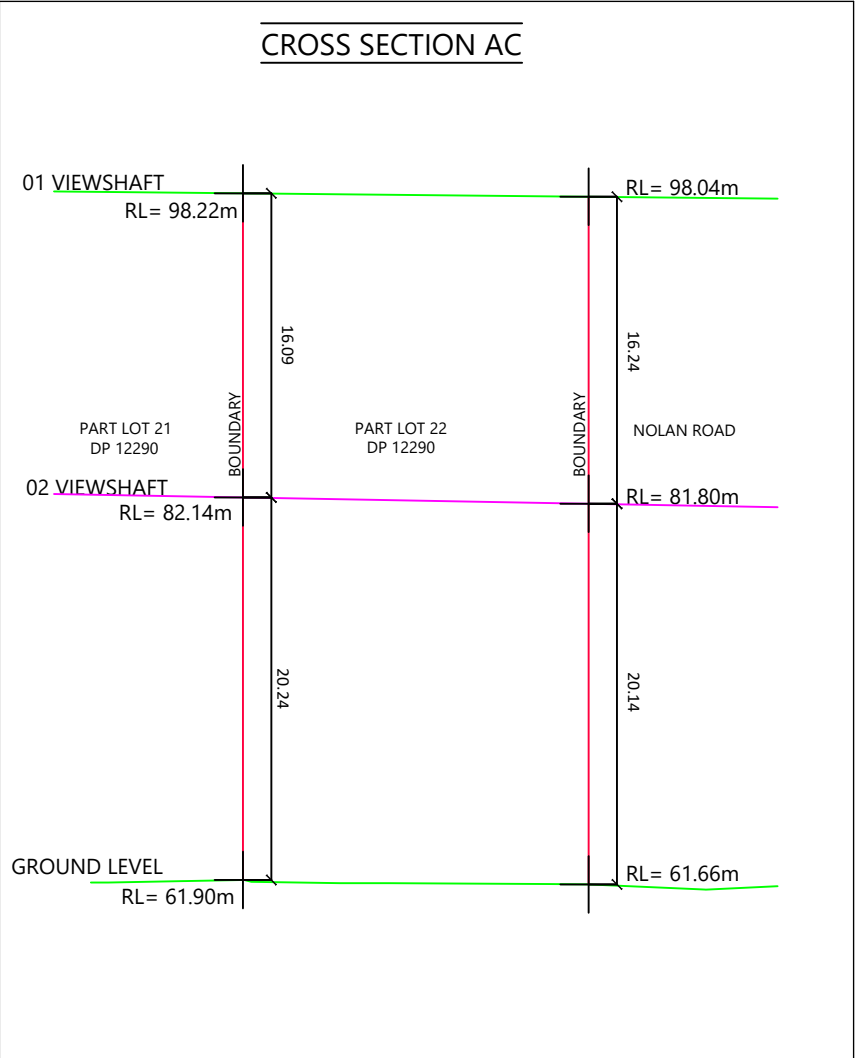 CROSS SECTION AC
01 VIEWSHAFT
RL= 98.22m
RL= 98.04m
16.09
16.24
PART LOT 21
DP 12290
BOUNDARY
PART LOT 22
DP 12290
BOUNDARY
NOLAN ROAD
02 VIEWSHAFT
RL= 82.14m
RL= 81.80m
20.24
20.14
GROUND LEVEL
RL= 61.90m
RL= 61.66m